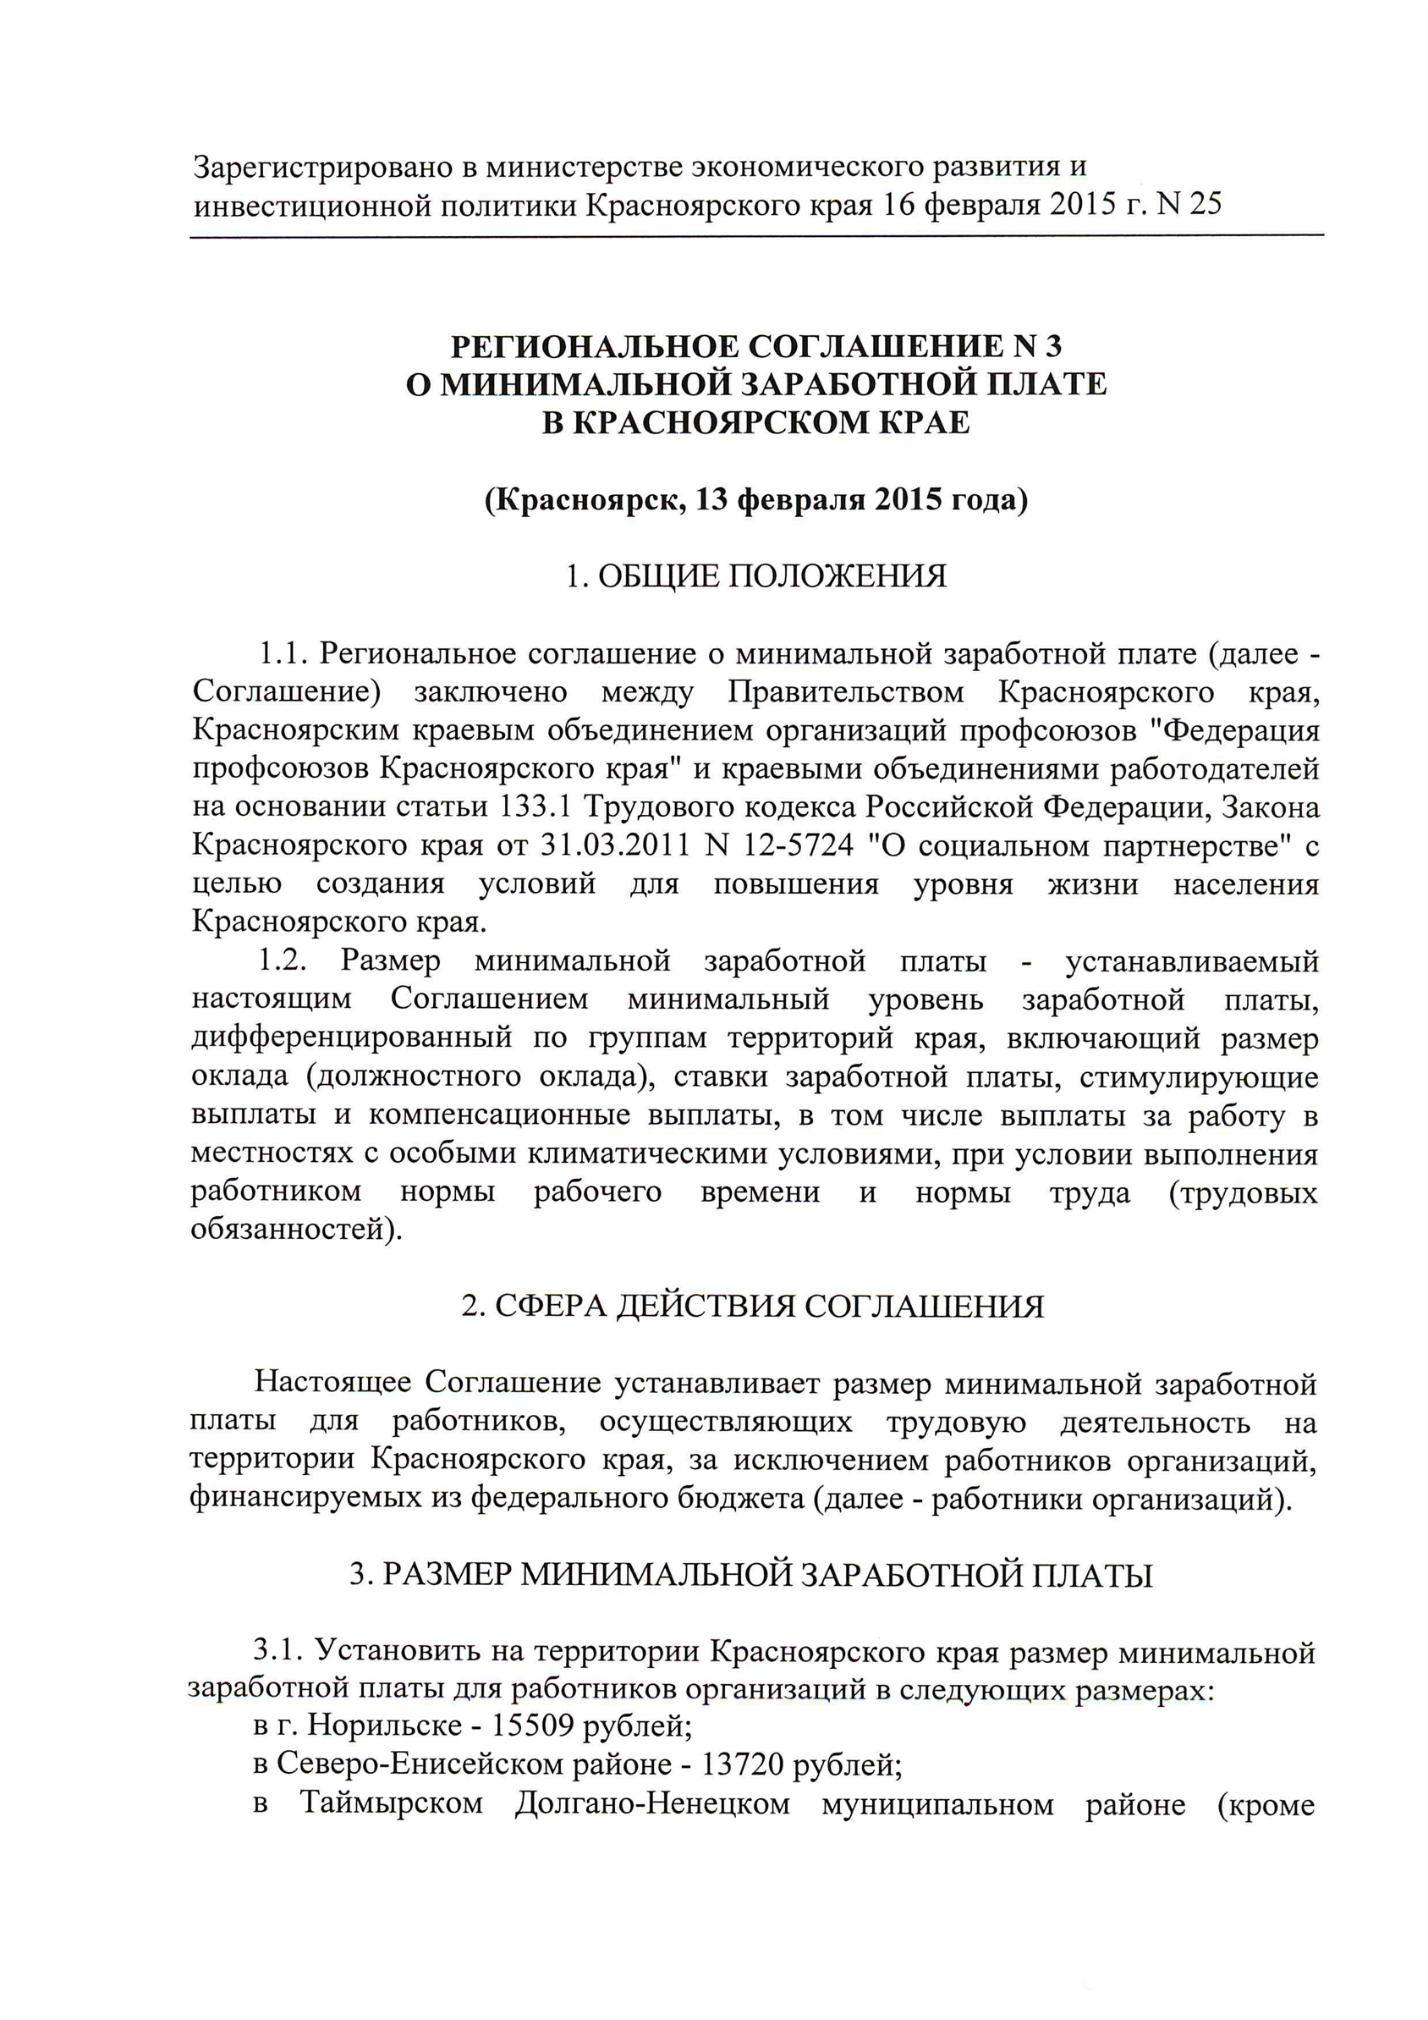 Зарегистрировано в министерстве экономического развития и
инвестиционной политики Красноярского края 16 февраля 2015 г. N 25
РЕГИОНАЛЬНОЕ СОГЛАШЕНИЕ N 3
О МИНИМАЛЬНОЙ ЗАРАБОТНОЙ ПЛАТЕ
В КРАСНОЯРСКОМ КРАЕ
(Красноярск, 13 февраля 2015 года)
1. ОБЩИЕ ПОЛОЖЕНИЯ
1.1. Региональное соглашение о минимальной заработной плате (далее -
Соглашение) заключено между Правительством Красноярского края,
Красноярским краевым объединением организаций профсоюзов "Федерация
профсоюзов Красноярского края" и краевыми объединениями работодателей
на основании статьи 133.1 Трудового кодекса Российской Федерации, Закона
Красноярского края от 31.03.2011 N 12-5724 "О социальном партнерстве" с
целью создания условий для повышения уровня жизни населения
Красноярского края.
1.2. Размер минимальной заработной платы - устанавливаемый
настоящим Соглашением минимальный уровень заработной платы,
дифференцированный по группам территорий края, включающий размер
оклада (должностного оклада), ставки заработной платы, стимулирующие
выплаты и компенсационные выплаты, в том числе выплаты за работу в
местностях с особыми климатическими условиями, при условии выполнения
работником нормы рабочего времени и нормы труда (трудовых
обязанностей).
2. СФЕРА ДЕЙСТВИЯ СОГЛАШЕНИЯ
Настоящее Соглашение устанавливает размер минимальной заработной
платы для работников, осуществляющих трудовую деятельность на
территории Красноярского края, за исключением работников организаций,
финансируемых из федерального бюджета (далее - работники организаций).
3. РАЗМЕР МИНИМАЛЬНОЙ ЗАРАБОТНОЙ ПЛАТЫ
3.1. Установить на территории Красноярского края размер минимальной
заработной платы для работников организаций в следующих размерах:
в г. Норильске - 15509 рублей;
в Северо-Енисейском районе - 13720 рублей;
в Таймырском Долгано-Ненецком муниципальном районе (кроме